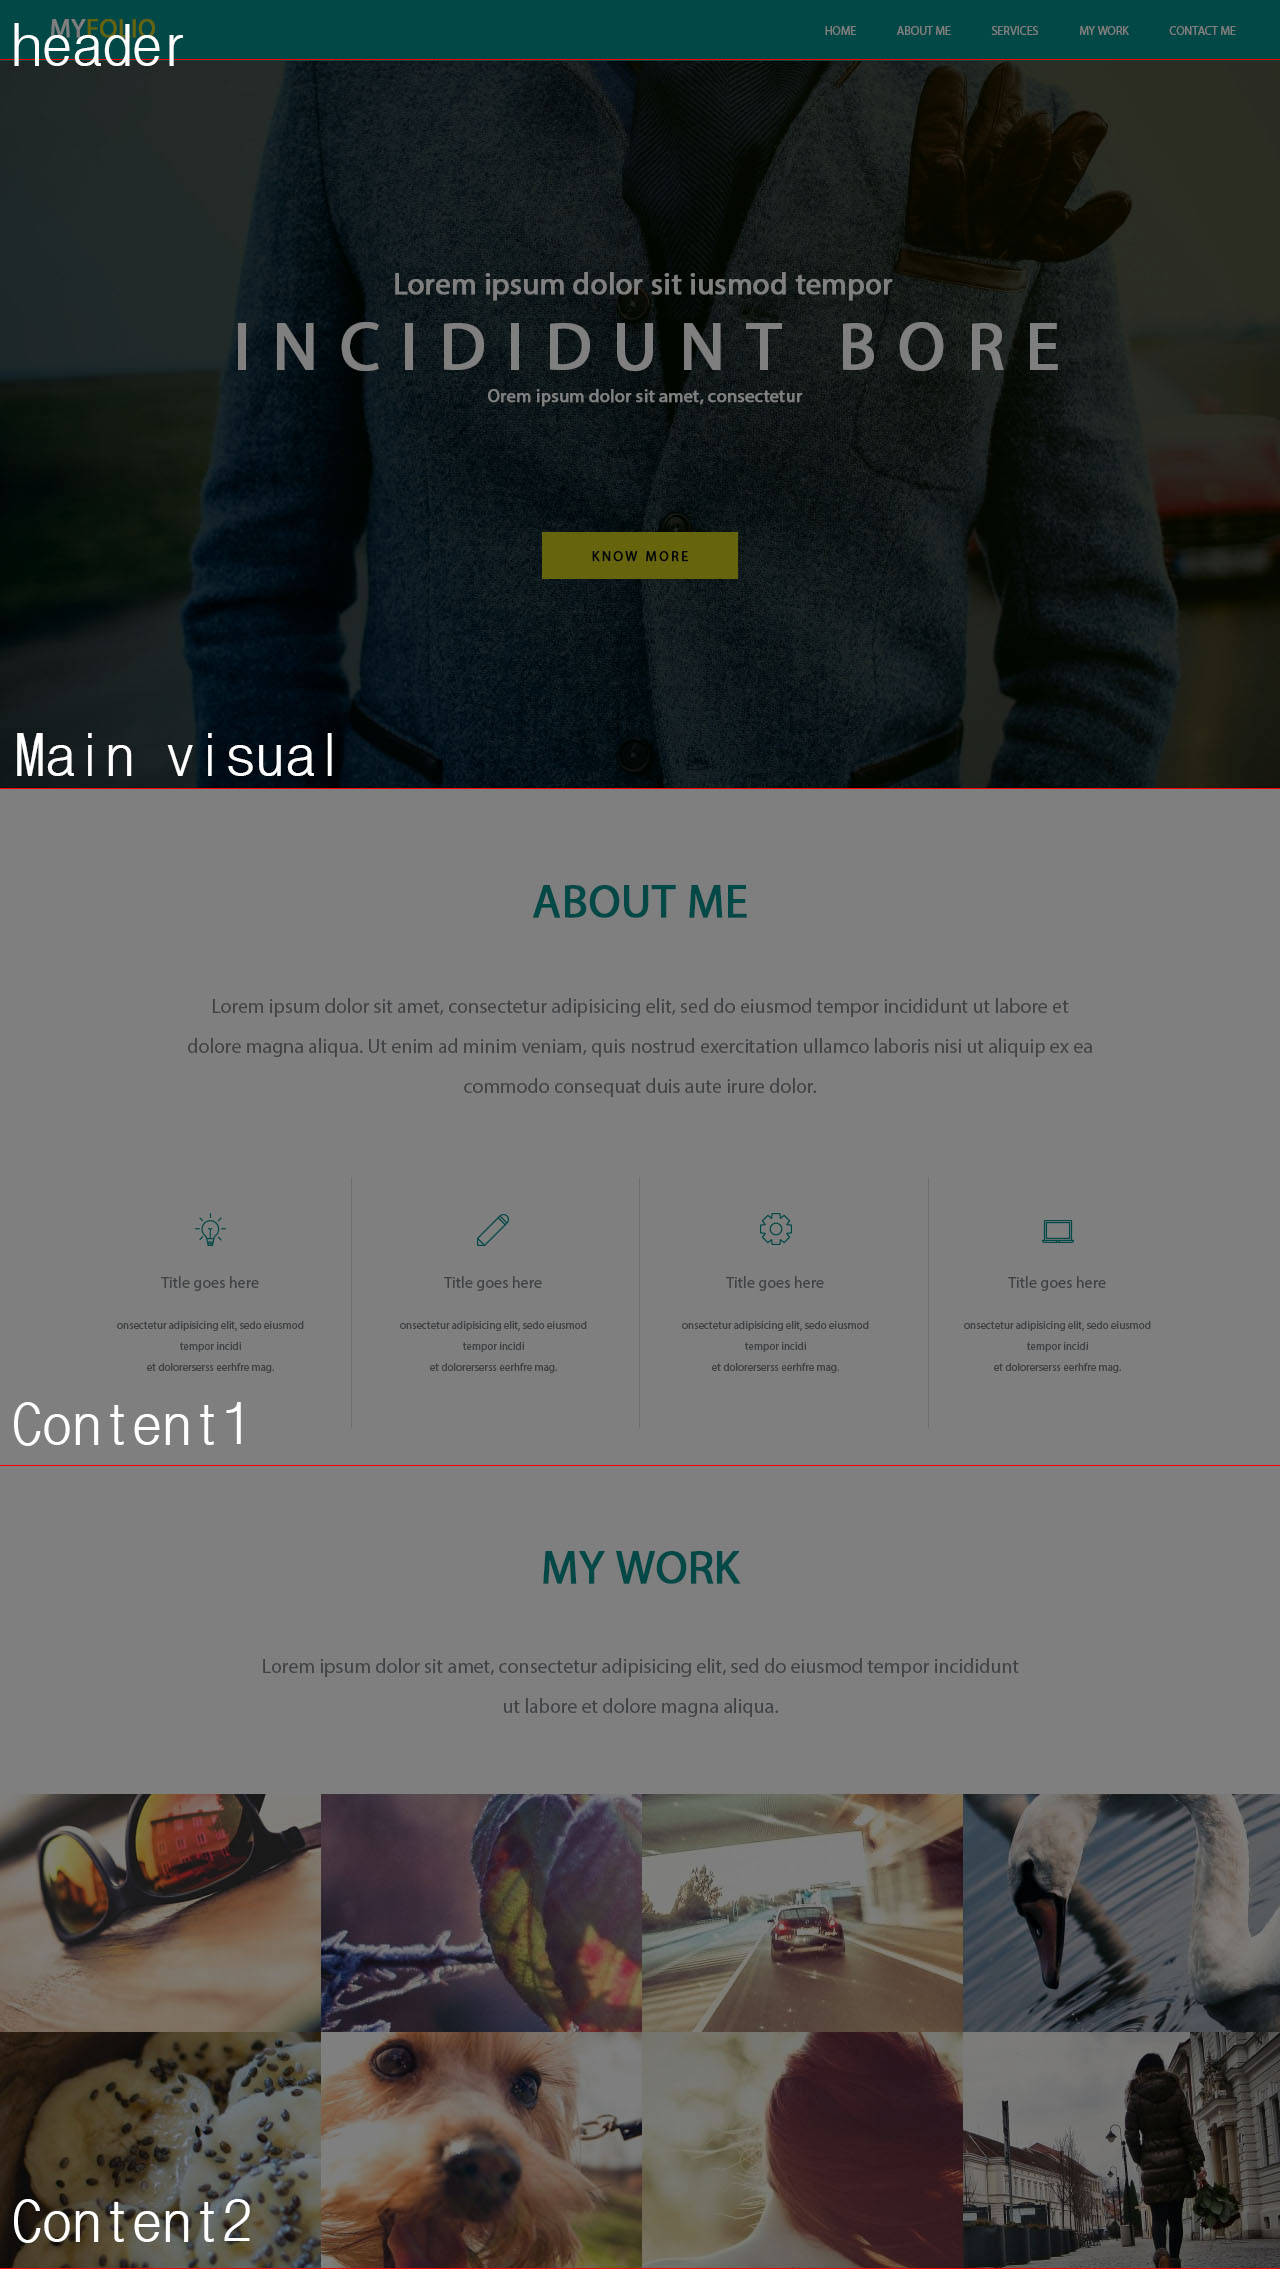 MYFOLIO
header
HOME ABOUT ME SERVICES MY WORK CONTACT ME
Lorem ipsum dolor sit iusmod tempor
INCIDIDUNT BORE
Orem ipsum dolor sit amet, consectetur
KNOW MORE
Main visual
ABOUT ME
Lorem ipsum dolor sit amet, consectetur adipisicing elit, sed do eiusmod tempor incididunt ut labore et
dolore magna aliqua. Ut enim ad minim veniam, quis nostrud exercitation ullamco laboris nisi ut aliquip ex ea
commodo consequat duis aute irure dolor.
Title goes here
onsectetur adipisicing elit, sedo eiusmod
tempor incidi
et dolorerserss eerhfre mag.
Title goes here
onsectetur adipisicing elit, sedo eiusmod
tempor incidi
et dolorerserss eerhfre mag.
Title goes here
onsectetur adipisicing elit, sedo eiusmod
tempor incidi
et dolorerserss eerhfre mag.
Title goes here
onsectetur adipisicing elit, sedo eiusmod
tempor incidi
et dolorerserss eerhfre mag.
Content1
MY WORK
Lorem ipsum dolor sit amet, consectetur adipisicing elit, sed do eiusmod tempor incididunt
ut labore et dolore magna aliqua.
Content2